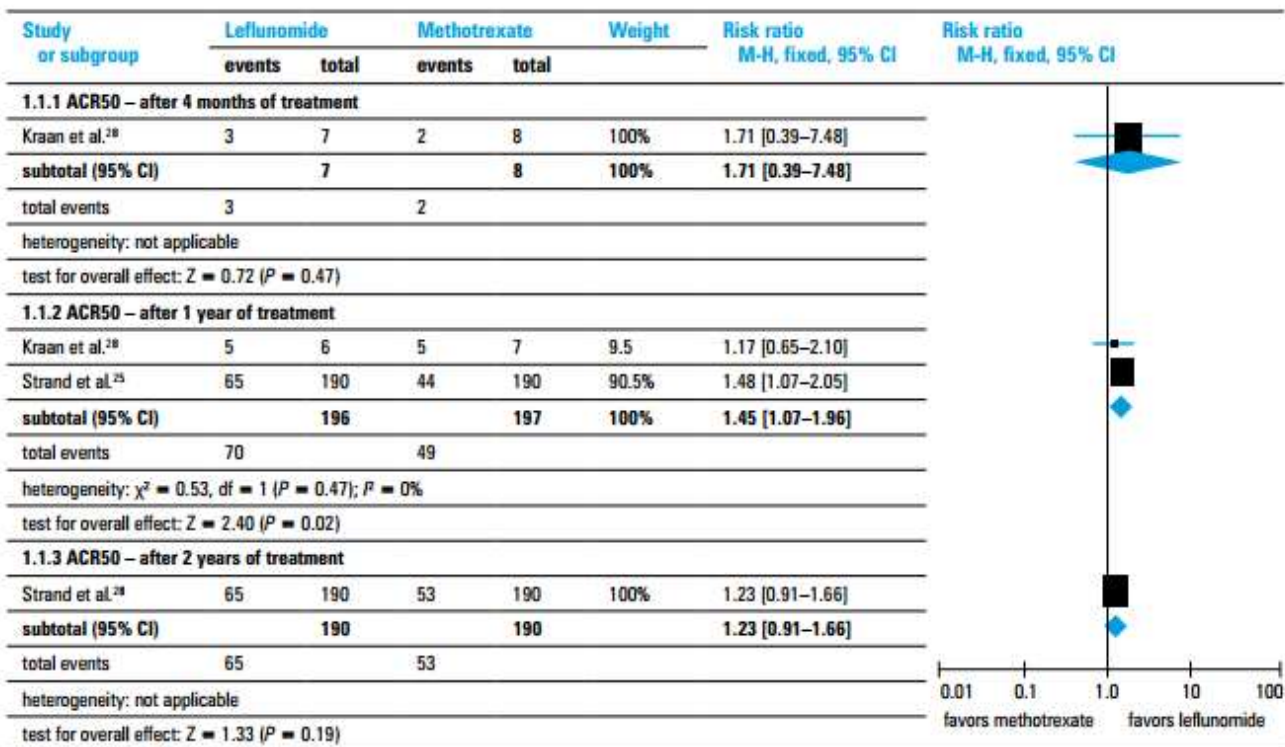 Study or subgroup Leflunomide Methotrexate Weight Risk ratio M-H, fixed, 95% CI Risk ratio M-H, fixed, 95% CI
events total events total
1.1.1 ACR50 – after 4 months of treatment
Kraan et al.²⁸ 3 7 2 8 100% 1.71 [0.39–7.48]
subtotal (95% CI) 7 8 100% 1.71 [0.39–7.48]
total events 3 2
heterogeneity: not applicable
test for overall effect: Z = 0.72 (P = 0.47)
1.1.2 ACR50 – after 1 year of treatment
Kraan et al.²⁸ 5 6 5 7 9.5 1.17 [0.65–2.10]
Strand et al.²⁵ 65 190 44 190 90.5% 1.48 [1.07–2.05]
subtotal (95% CI) 196 197 100% 1.45 [1.07–1.96]
total events 70 49
heterogeneity: χ² = 0.53, df = 1 (P = 0.47); I² = 0%
test for overall effect: Z = 2.40 (P = 0.02)
1.1.3 ACR50 – after 2 years of treatment
Strand et al.²⁸ 65 190 53 190 100% 1.23 [0.91–1.66]
subtotal (95% CI) 190 190 1.23 [0.91–1.66]
total events 65 53
heterogeneity: not applicable
test for overall effect: Z = 1.33 (P = 0.19)
0.01 0.1 1.0 10 100
favors methotrexate favors leflunomide